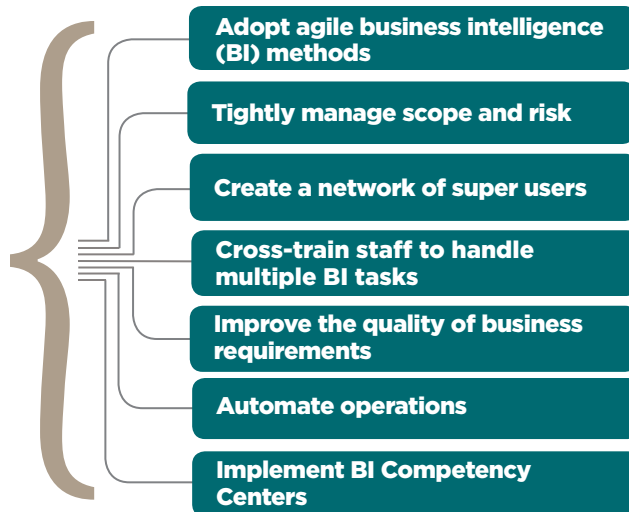 Adopt agile business intelligence
(BI) methods
Tightly manage scope and risk
Create a network of super users
Cross-train staff to handle
multiple BI tasks
Improve the quality of business
requirements
Automate operations
Implement BI Competency
Centers